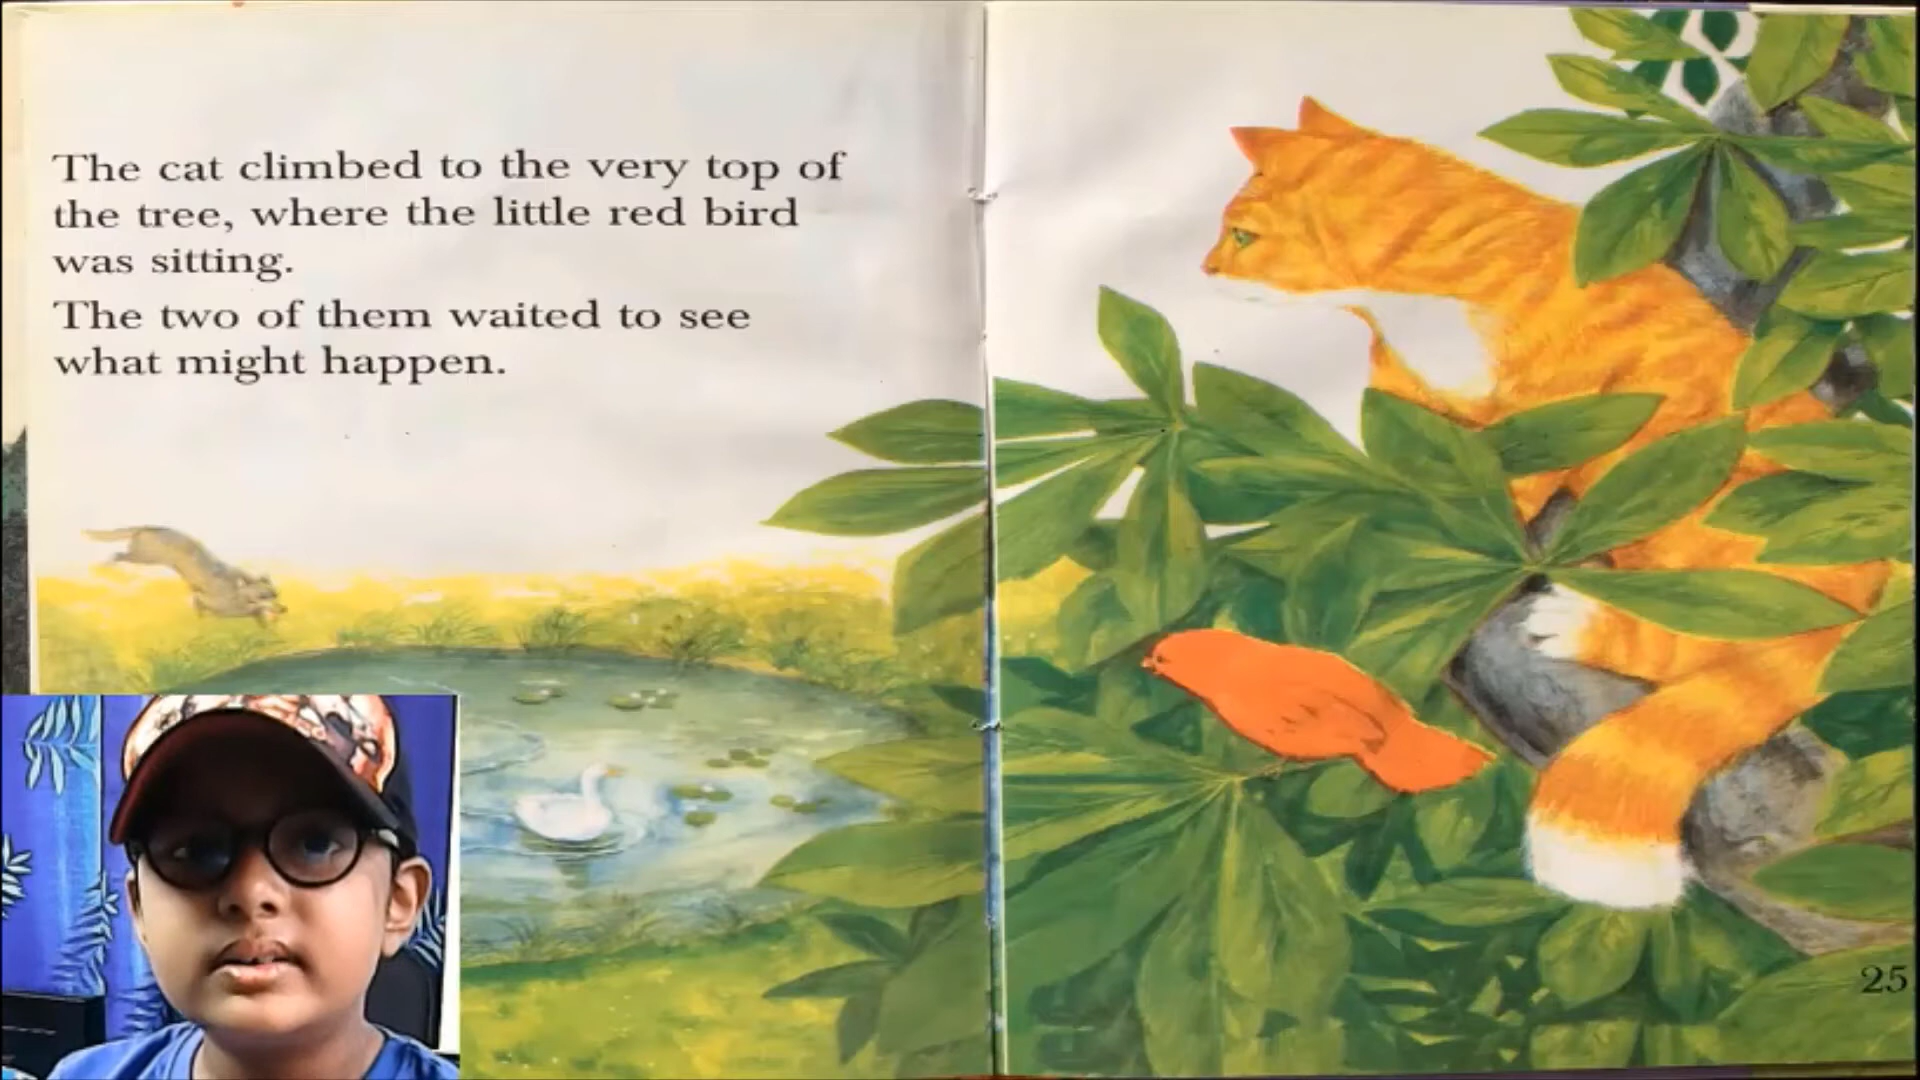 The cat climbed to the very top of
the tree, where the little red bird
was sitting.
The two of them waited to see
what might happen.
25